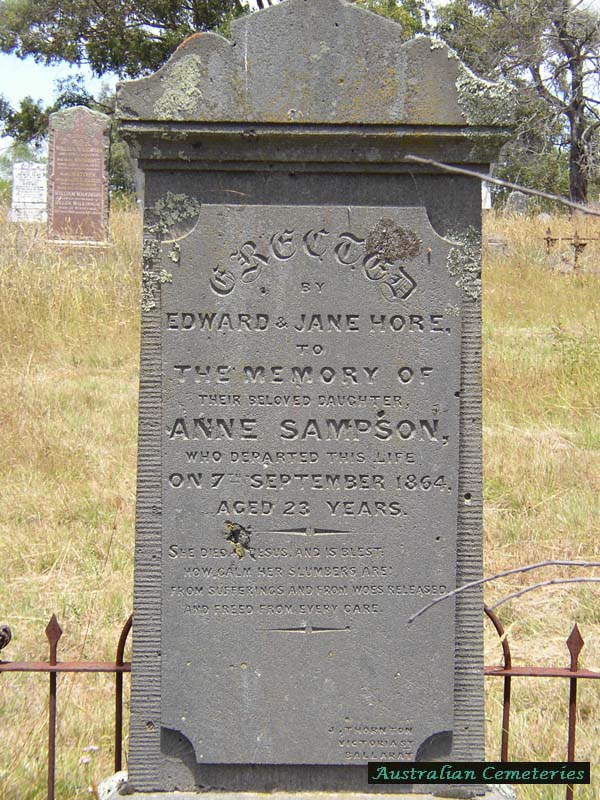 ERECTED
BY
EDWARD & JANE HORE,
TO
THE MEMORY OF
THEIR BELOVED DAUGHTER,
ANNE SAMPSON,
WHO DEPARTED THIS LIFE
ON 7TH SEPTEMBER 1864,
AGED 23 YEARS.
SHE DIED JESUS, AND IS BLEST;
HOW CALM HER SLUMBERS ARE:
FROM SUFFERINGS AND FROM WOES RELEASED,
AND FREED FROM EVERY CARE.
J. THORNTON
VICTORIA ST
BALLARAT
Australian Cemeteries